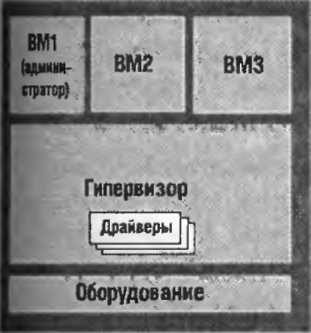 ВМ1
(админи-
стратор)
ВМ2
ВМ3
Гипервизор
Драйверы
Оборудование